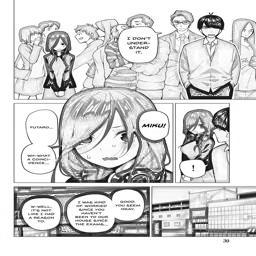 I DON'T
UNDER-
STAND
IT.
MIKU!
!
FUTARO...
WH-WHAT
A COINCI-
DENCE...
GOOD.
YOU SEEM
OKAY.
I WAS KIND
OF WORRIED
SINCE YOU
HAVEN'T
BEEN TO OUR
HOUSE SINCE
THE EXAMS...
W-WELL,
IT'S NOT
LIKE I HAD
A REASON
TO.